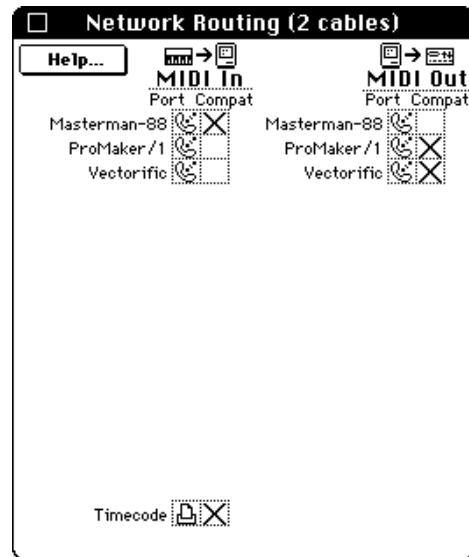 Network Routing (2 cables)
Help...
MIDI In
MIDI Out
Port Compat
Port Compat
Masterman-88
Masterman-88
ProMaker/1
ProMaker/1
Vectorific
Vectorific
Timecode